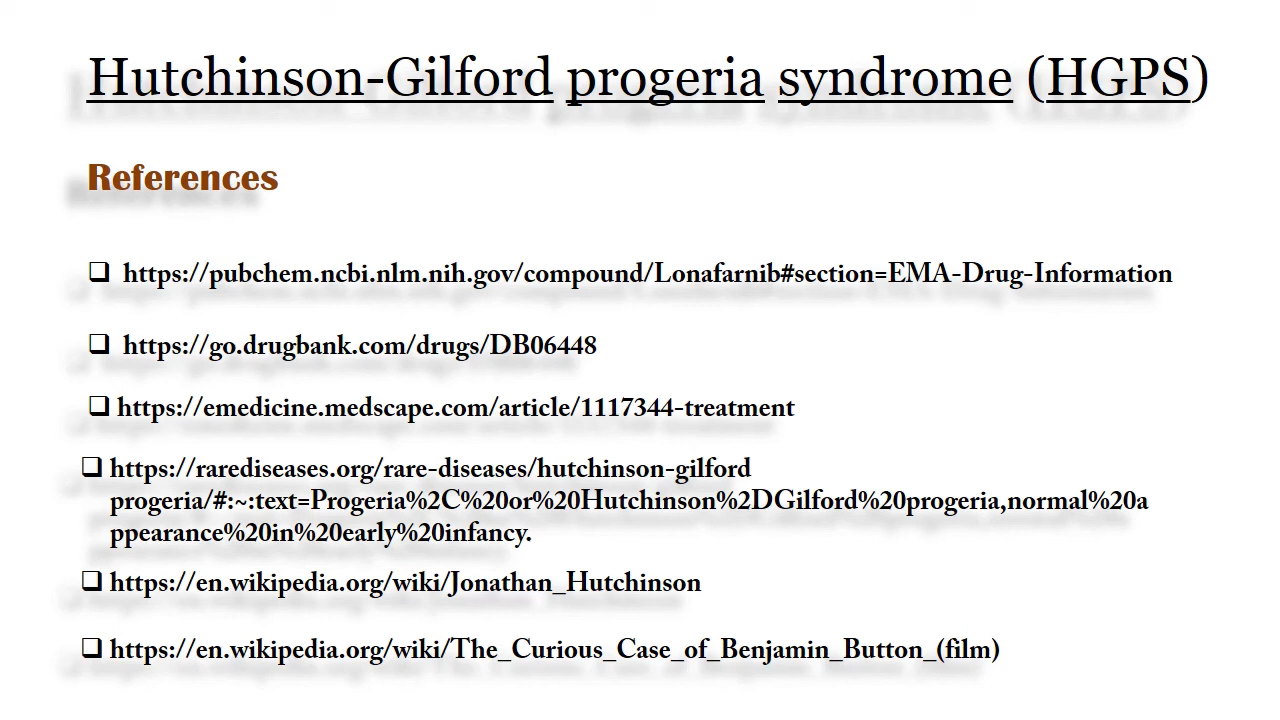 Hutchinson-Gilford progeria syndrome (HGPS)
References
❑ https://pubchem.ncbi.nlm.nih.gov/compound/Lonafarnib#section=EMA-Drug-Information
❑ https://go.drugbank.com/drugs/DB06448
❑ https://emedicine.medscape.com/article/1117344-treatment
❑ https://rarediseases.org/rare-diseases/hutchinson-gilford
progeria/#:~:text=Progeria%2C%20or%20Hutchinson%2DGilford%20progeria,normal%20a
ppearance%20in%20early%20infancy.
❑ https://en.wikipedia.org/wiki/Jonathan_Hutchinson
❑ https://en.wikipedia.org/wiki/The_Curious_Case_of_Benjamin_Button_(film)